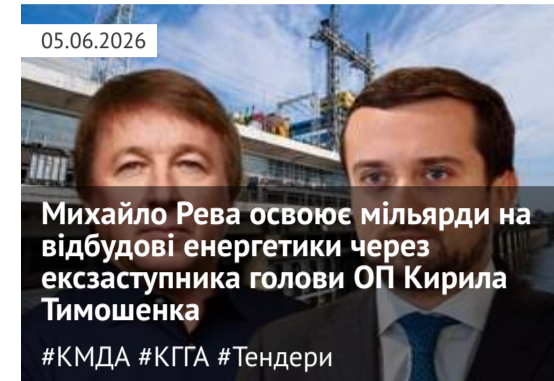 05.06.2026
Михайло Рева освоює мільярди на
відбудові енергетики через
ексзаступника голови ОП Кирила
Тимошенка
#КМДА #КГГА #Тендери